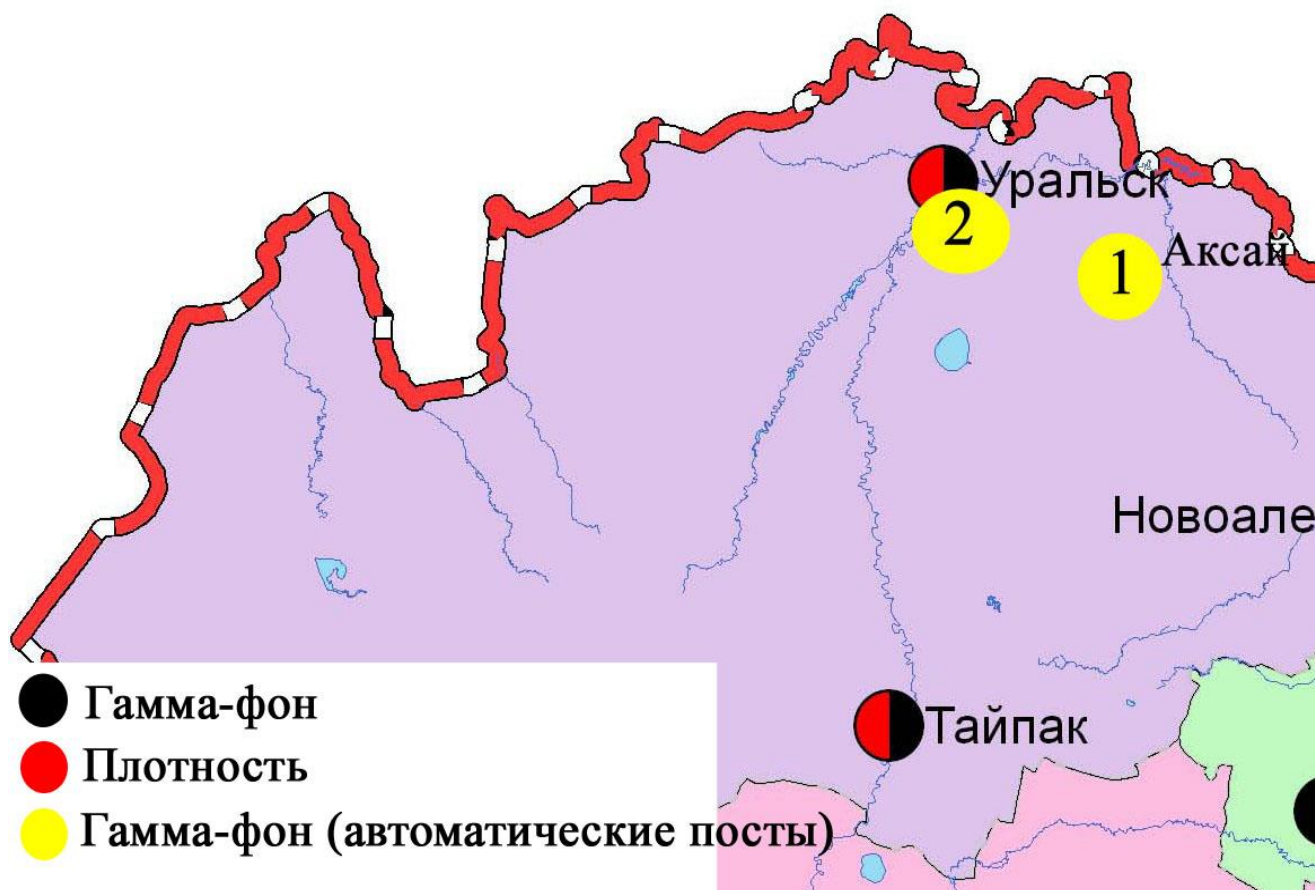 Уральск
2
1
Аксай
Новоале
Тайпак
Гамма-фон
Плотность
Гамма-фон (автоматические посты)